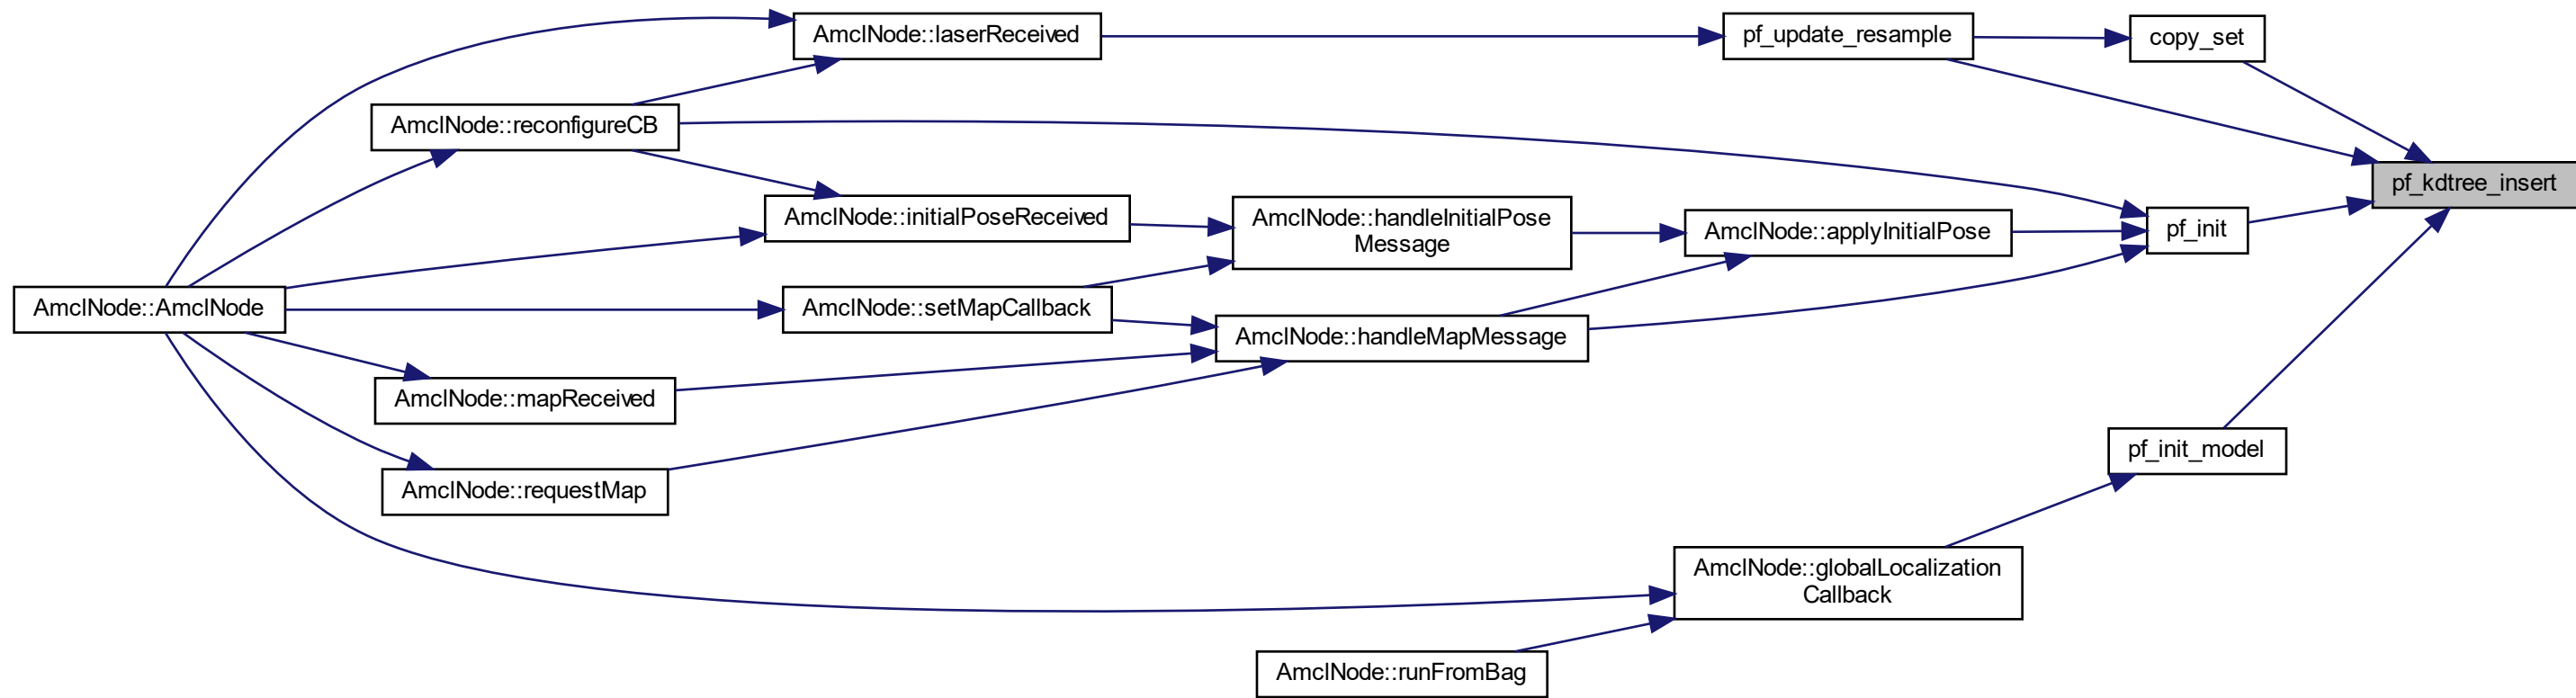 AmclNode::laserReceived
pf_update_resample
copy_set
AmclNode::reconfigureCB
pf_kdtree_insert
AmclNode::initialPoseReceived
AmclNode::handleInitialPose
Message
AmclNode::applyInitialPose
pf_init
AmclNode::AmclNode
AmclNode::setMapCallback
AmclNode::handleMapMessage
AmclNode::mapReceived
pf_init_model
AmclNode::requestMap
AmclNode::globalLocalization
Callback
AmclNode::runFromBag